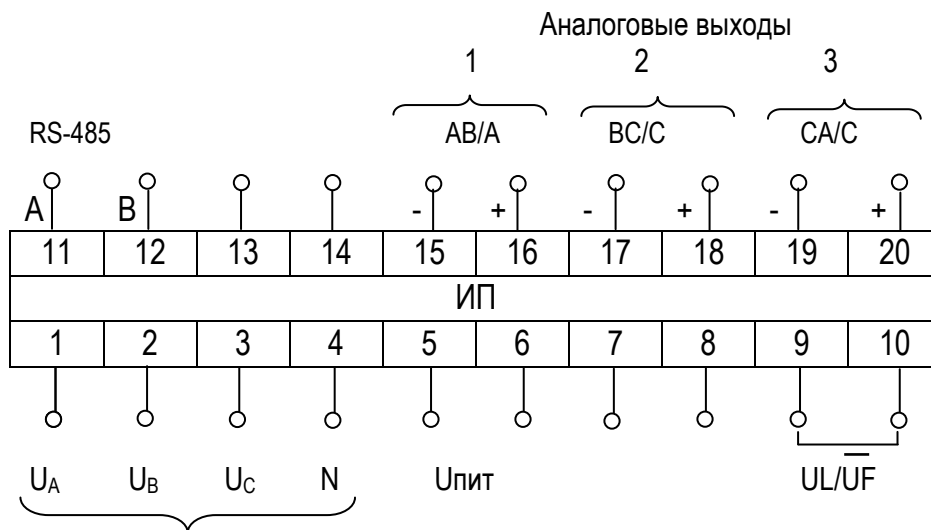 Аналоговые выходы
1 2 3
RS-485 AB/A BC/C CA/C
A B - + - + - +
11 12 13 14 15 16 17 18 19 20
ИП
1 2 3 4 5 6 7 8 9 10
UA UB UC N Uпит UL/U̅F̅